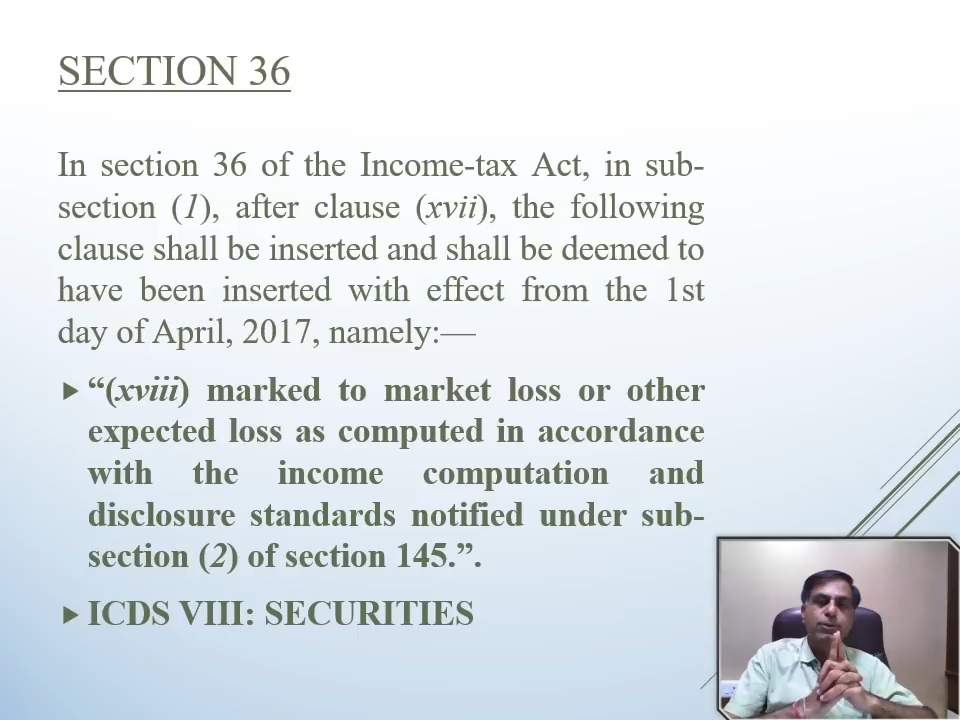 SECTION 36
In section 36 of the Income-tax Act, in sub-
section (1), after clause (xvii), the following
clause shall be inserted and shall be deemed to
have been inserted with effect from the 1st
day of April, 2017, namely:—
“(xviii) marked to market loss or other
expected loss as computed in accordance
with the income computation and
disclosure standards notified under sub-
section (2) of section 145.”.
ICDS VIII: SECURITIES